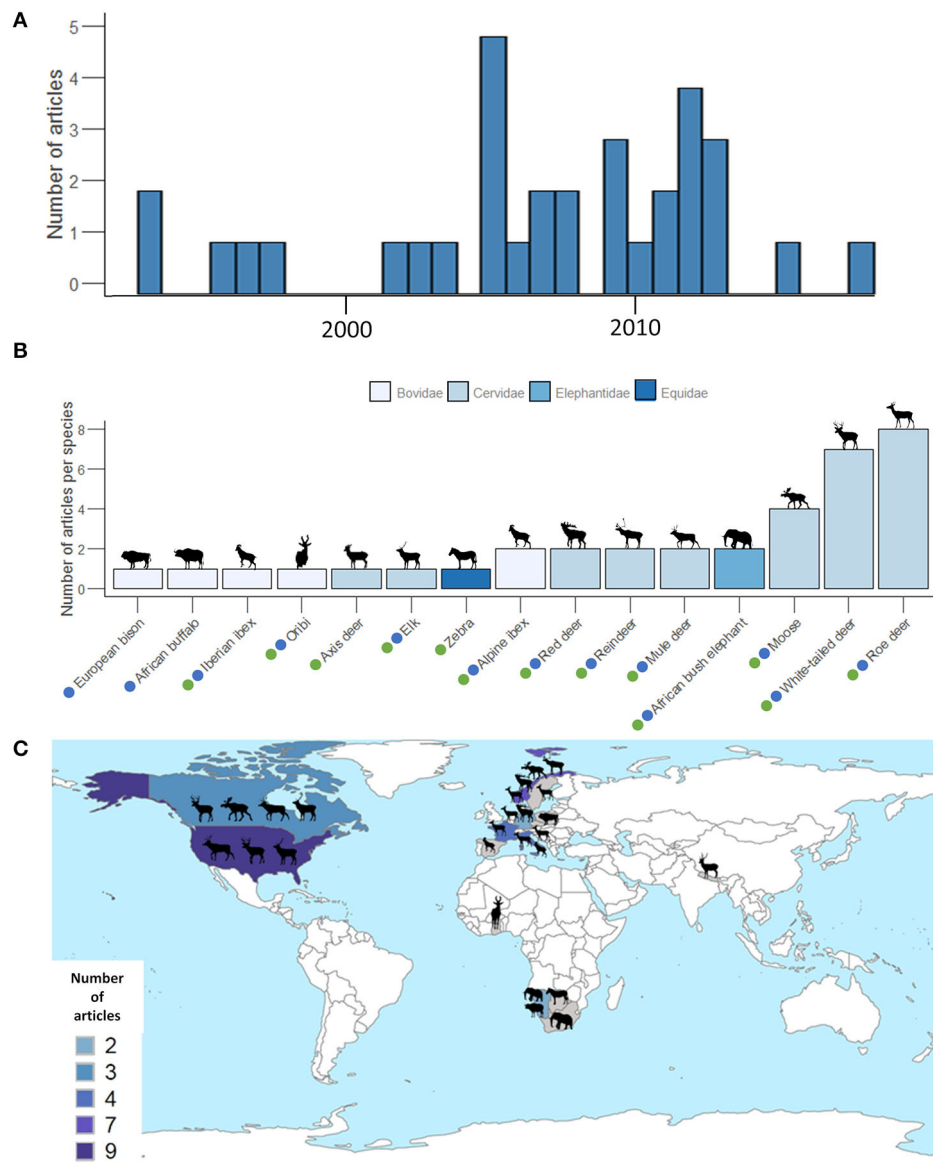 A
Number of articles
5
4
3
2
1
0
2000
2010
B
Bovidae
Cervidae
Elephantidae
Equidae
Number of articles per species
8
6
4
2
0
European bison
African buffalo
Iberian ibex
Oribi
Axis deer
Elk
Zebra
Alpine ibex
Red deer
Reindeer
Mule deer
African bush elephant
Moose
White-tailed deer
Roe deer
C
Number
of
articles
2
3
4
7
9